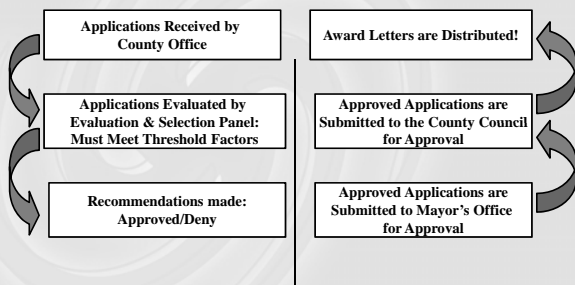 Applications Received by
County Office
Applications Evaluated by
Evaluation & Selection Panel:
Must Meet Threshold Factors
Recommendations made:
Approved/Deny
Approved Applications are
Submitted to Mayor's Office
for Approval
Approved Applications are
Submitted to the County Council
for Approval
Award Letters are Distributed!